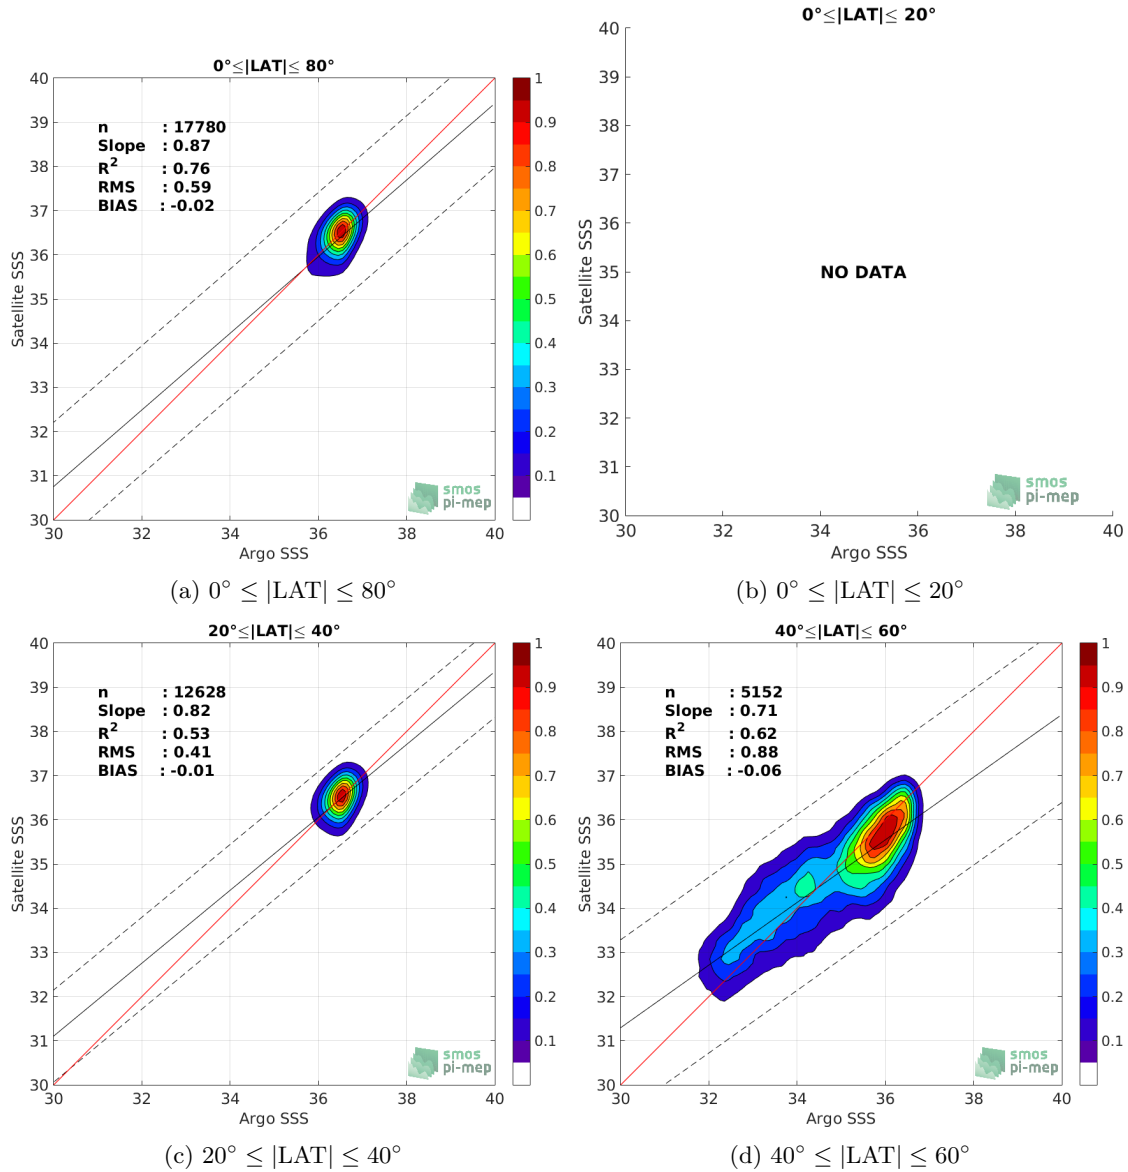 0°≤|LAT|≤ 80°
40
39
38
37
36
35
34
33
32
31
30
30 32 34 36 38 40
Satellite SSS
Argo SSS
n : 17780
Slope : 0.87
R² : 0.76
RMS : 0.59
BIAS : -0.02
smos
pi-mep
1
0.9
0.8
0.7
0.6
0.5
0.4
0.3
0.2
0.1
(a) 0° ≤ |LAT| ≤ 80°
0°≤|LAT|≤ 20°
40
39
38
37
36
35
34
33
32
31
30
30 32 34 36 38 40
Satellite SSS
Argo SSS
NO DATA
smos
pi-mep
(b) 0° ≤ |LAT| ≤ 20°
20°≤|LAT|≤ 40°
40
39
38
37
36
35
34
33
32
31
30
30 32 34 36 38 40
Satellite SSS
Argo SSS
n : 12628
Slope : 0.82
R² : 0.53
RMS : 0.41
BIAS : -0.01
smos
pi-mep
1
0.9
0.8
0.7
0.6
0.5
0.4
0.3
0.2
0.1
(c) 20° ≤ |LAT| ≤ 40°
40°≤|LAT|≤ 60°
40
39
38
37
36
35
34
33
32
31
30
30 32 34 36 38 40
Satellite SSS
Argo SSS
n : 5152
Slope : 0.71
R² : 0.62
RMS : 0.88
BIAS : -0.06
smos
pi-mep
1
0.9
0.8
0.7
0.6
0.5
0.4
0.3
0.2
0.1
(d) 40° ≤ |LAT| ≤ 60°